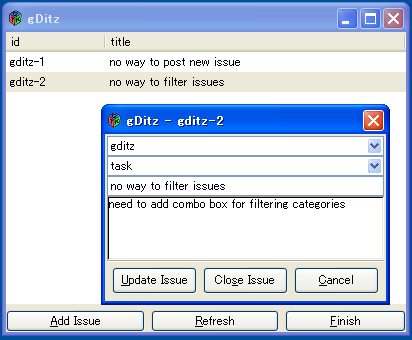 gDitz
id title
gditz-1 no way to post new issue
gditz-2 no way to filter issues
gDitz - gditz-2
gditz
task
no way to filter issues
need to add combo box for filtering categories
Update Issue Close Issue Cancel
Add Issue Refresh Finish